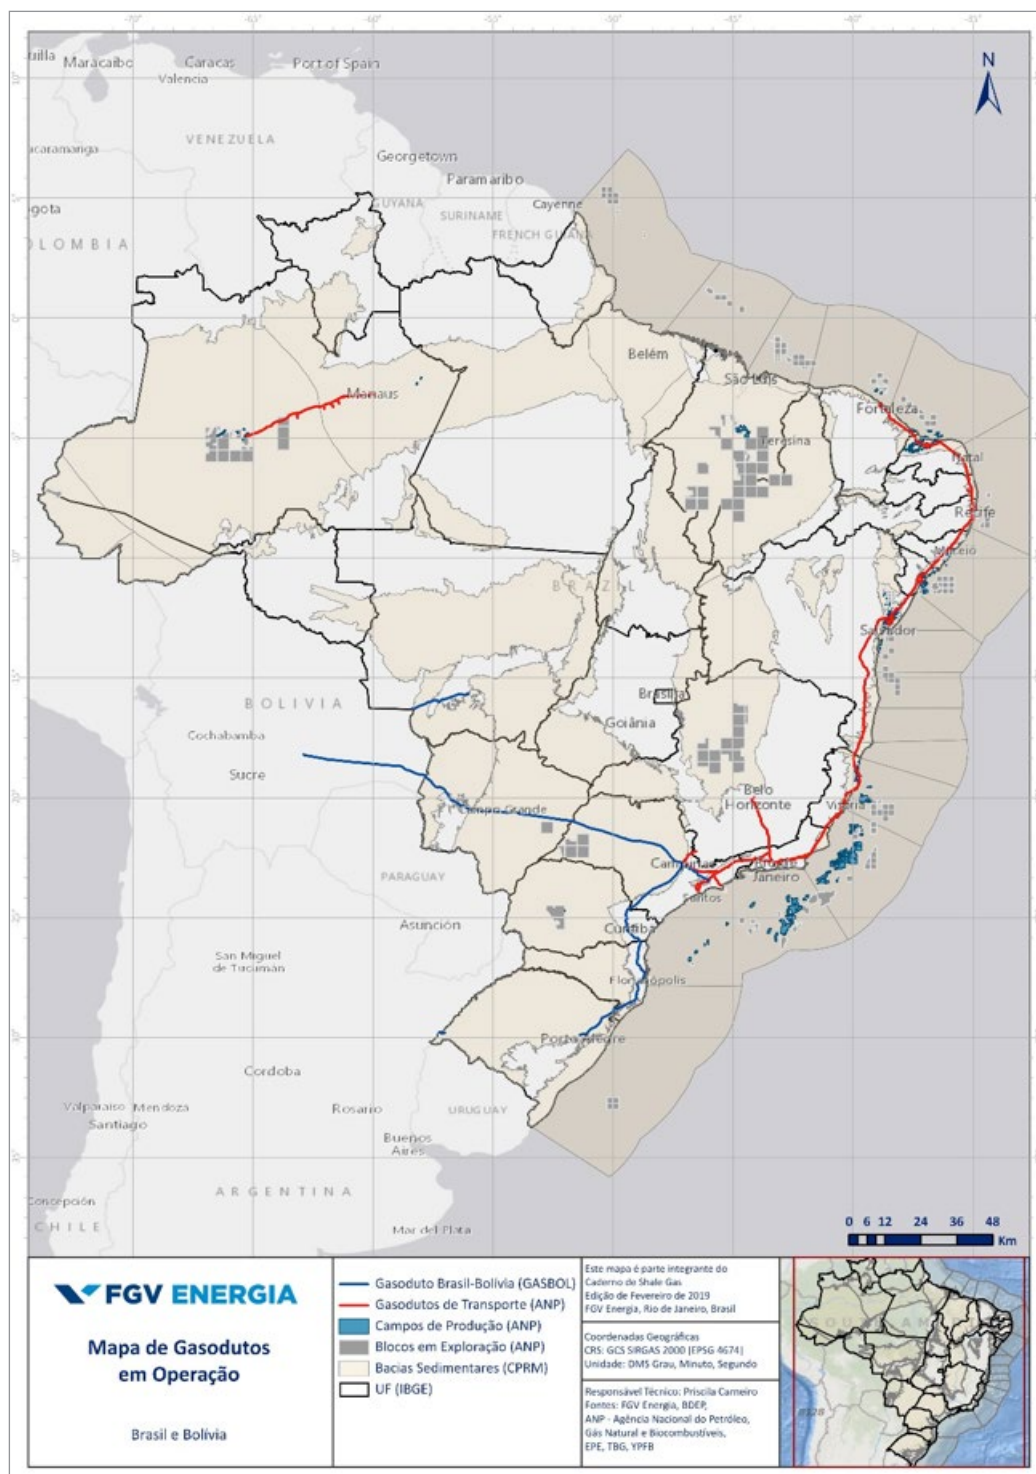 Maracaibo
Caracas
Port of Spain
Valencia
VENEZUELA
ucaramanga
Georgetown
Paramaribo
gota
GUYANA
Cayenne
SURINAME
OLOMBIA
FRENCH GUIANA
Belém
São Luís
Manaus
Fortaleza
Teresina
Natal
Recife
Maceió
BRAZIL
Salvador
Brasília
BOLIVIA
Goiânia
Cochabamba
Sucre
Belo
Horizonte
Vitória
Campo Grande
Campinas
Janeiro
PARAGUAY
Santos
Asunción
Curitiba
San Miguel
de Tucumán
Florianópolis
Porto Alegre
Cordoba
Valparaiso
Mendoza
Rosario
URUGUAY
Santiago
Buenos
Aires
ARGENTINA
Concepción
CHILE
Mar del Plata
N
0 6 12 24 36 48
Km
FGV ENERGIA
Mapa de Gasodutos
em Operação
Brasil e Bolívia
Gasoduto Brasil-Bolívia (GASBOL)
Gasodutos de Transporte (ANP)
Campos de Produção (ANP)
Blocos em Exploração (ANP)
Bacias Sedimentares (CPRM)
UF (IBGE)
Este mapa é parte integrante do
Caderno de Shale Gas
Edição de Fevereiro de 2019
FGV Energia, Rio de Janeiro, Brasil
Coordenadas Geográficas
CRS: GCS SIRGAS 2000 [EPSG 4674]
Unidade: DMS Grau, Minuto, Segundo
Responsável Técnico: Priscila Carneiro
Fontes: FGV Energia, BDEP,
ANP - Agência Nacional do Petróleo,
Gás Natural e Biocombustíveis,
EPE, TBG, YPFB